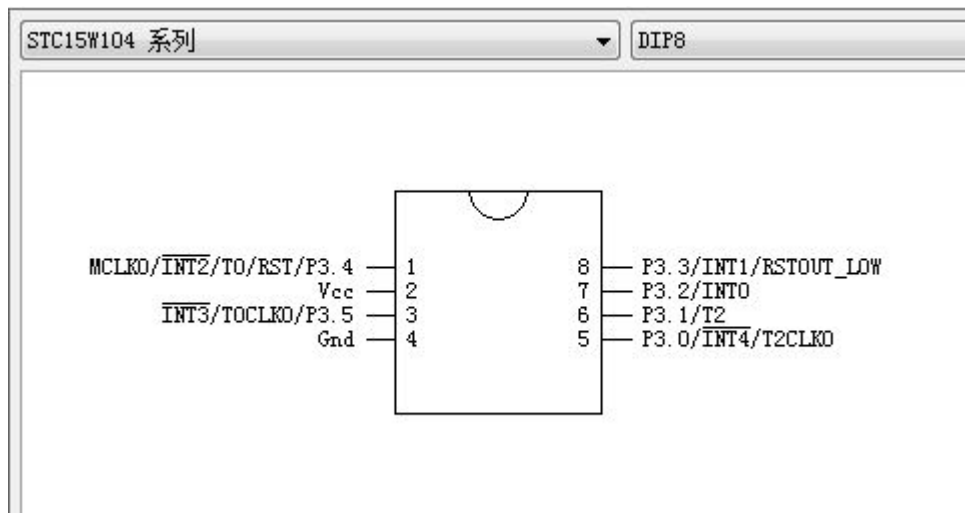 STC15W104 系列 DIP8
MCLKO/INT2/T0/RST/P3.4 1 8 P3.3/INT1/RSTOUT_LOW
Vcc 2 7 P3.2/INT0
INT3/T0CLKO/P3.5 3 6 P3.1/T2
Gnd 4 5 P3.0/INT4/T2CLKO